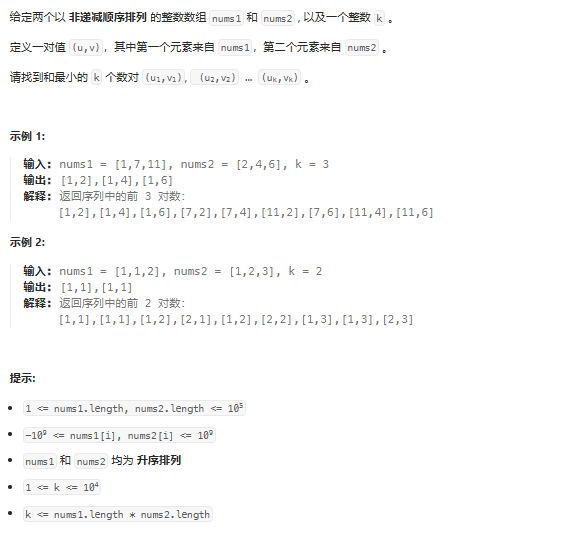 给定两个以 非递减顺序排列 的整数数组 nums1 和 nums2 , 以及一个整数 k 。
定义一对值 (u,v)，其中第一个元素来自 nums1，第二个元素来自 nums2 。
请找到和最小的 k 个数对 (u₁,v₁), (u₂,v₂) … (uₖ,vₖ) 。
示例 1:
输入: nums1 = [1,7,11], nums2 = [2,4,6], k = 3
输出: [1,2],[1,4],[1,6]
解释: 返回序列中的前 3 对数:
[1,2],[1,4],[1,6],[7,2],[7,4],[11,2],[7,6],[11,4],[11,6]
示例 2:
输入: nums1 = [1,1,2], nums2 = [1,2,3], k = 2
输出: [1,1],[1,1]
解释: 返回序列中的前 2 对数:
[1,1],[1,1],[1,2],[2,1],[1,2],[2,2],[1,3],[1,3],[2,3]
提示:
• 1 <= nums1.length, nums2.length <= 10⁵
• -10⁹ <= nums1[i], nums2[i] <= 10⁹
• nums1 和 nums2 均为 升序排列
• 1 <= k <= 10⁴
• k <= nums1.length * nums2.length